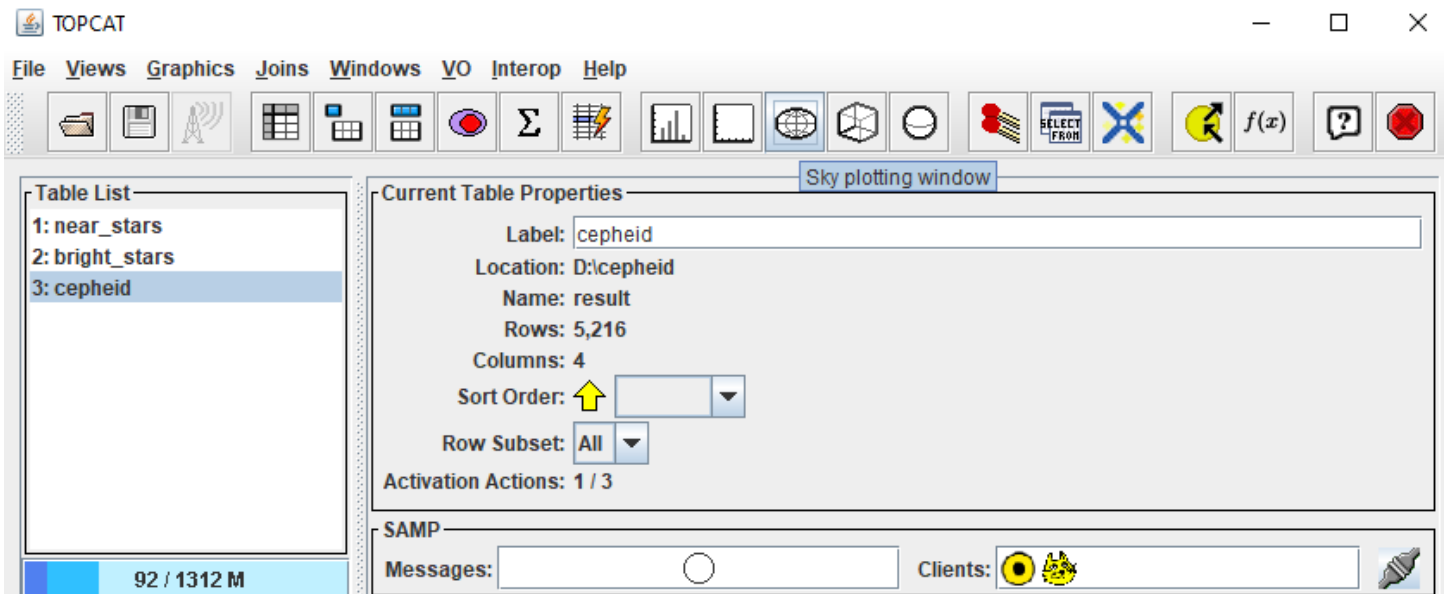 TOPCAT
File Views Graphics Joins Windows VO Interop Help
Σ SELECT FROM f(x) ?
Sky plotting window
Table List
1: near_stars
2: bright_stars
3: cepheid
92 / 1312 M
Current Table Properties
Label: cepheid
Location: D:\cepheid
Name: result
Rows: 5,216
Columns: 4
Sort Order:
Row Subset: All
Activation Actions: 1 / 3
SAMP
Messages: Clients: